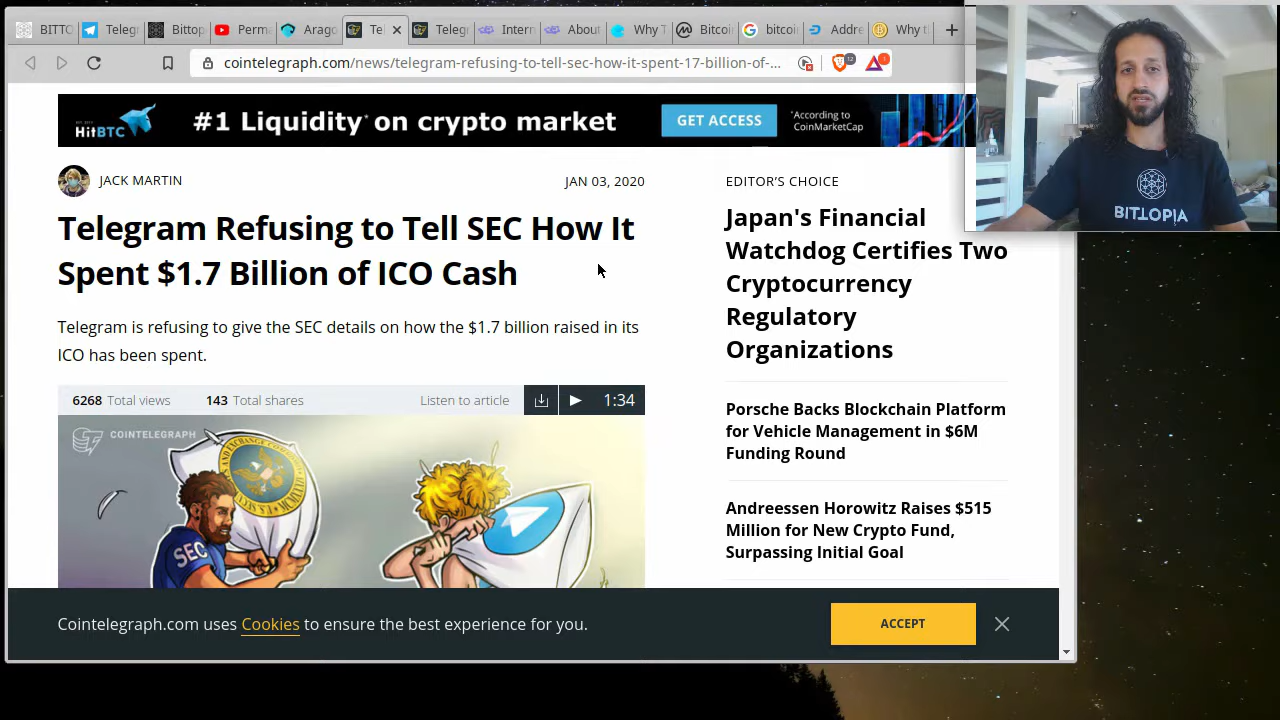 BITTO
Telegr
Bittop
Perma
Arago
Tel
Telegr
Intern
About
Why T
Bitcoi
bitcoi
Addre
Why t
cointelegraph.com/news/telegram-refusing-to-tell-sec-how-it-spent-17-billion-of-...
12
1
HitBTC
#1 Liquidity* on crypto market
GET ACCESS
*According to
CoinMarketCap
JACK MARTIN
JAN 03, 2020
Telegram Refusing to Tell SEC How It
Spent $1.7 Billion of ICO Cash
Telegram is refusing to give the SEC details on how the $1.7 billion raised in its
ICO has been spent.
6268 Total views
143 Total shares
Listen to article
1:34
COINTELEGRAPH
SEC
EDITOR'S CHOICE
Japan's Financial
Watchdog Certifies Two
Cryptocurrency
Regulatory
Organizations
Porsche Backs Blockchain Platform
for Vehicle Management in $6M
Funding Round
Andreessen Horowitz Raises $515
Million for New Crypto Fund,
Surpassing Initial Goal
BITTOPIA
Cointelegraph.com uses Cookies to ensure the best experience for you.
ACCEPT